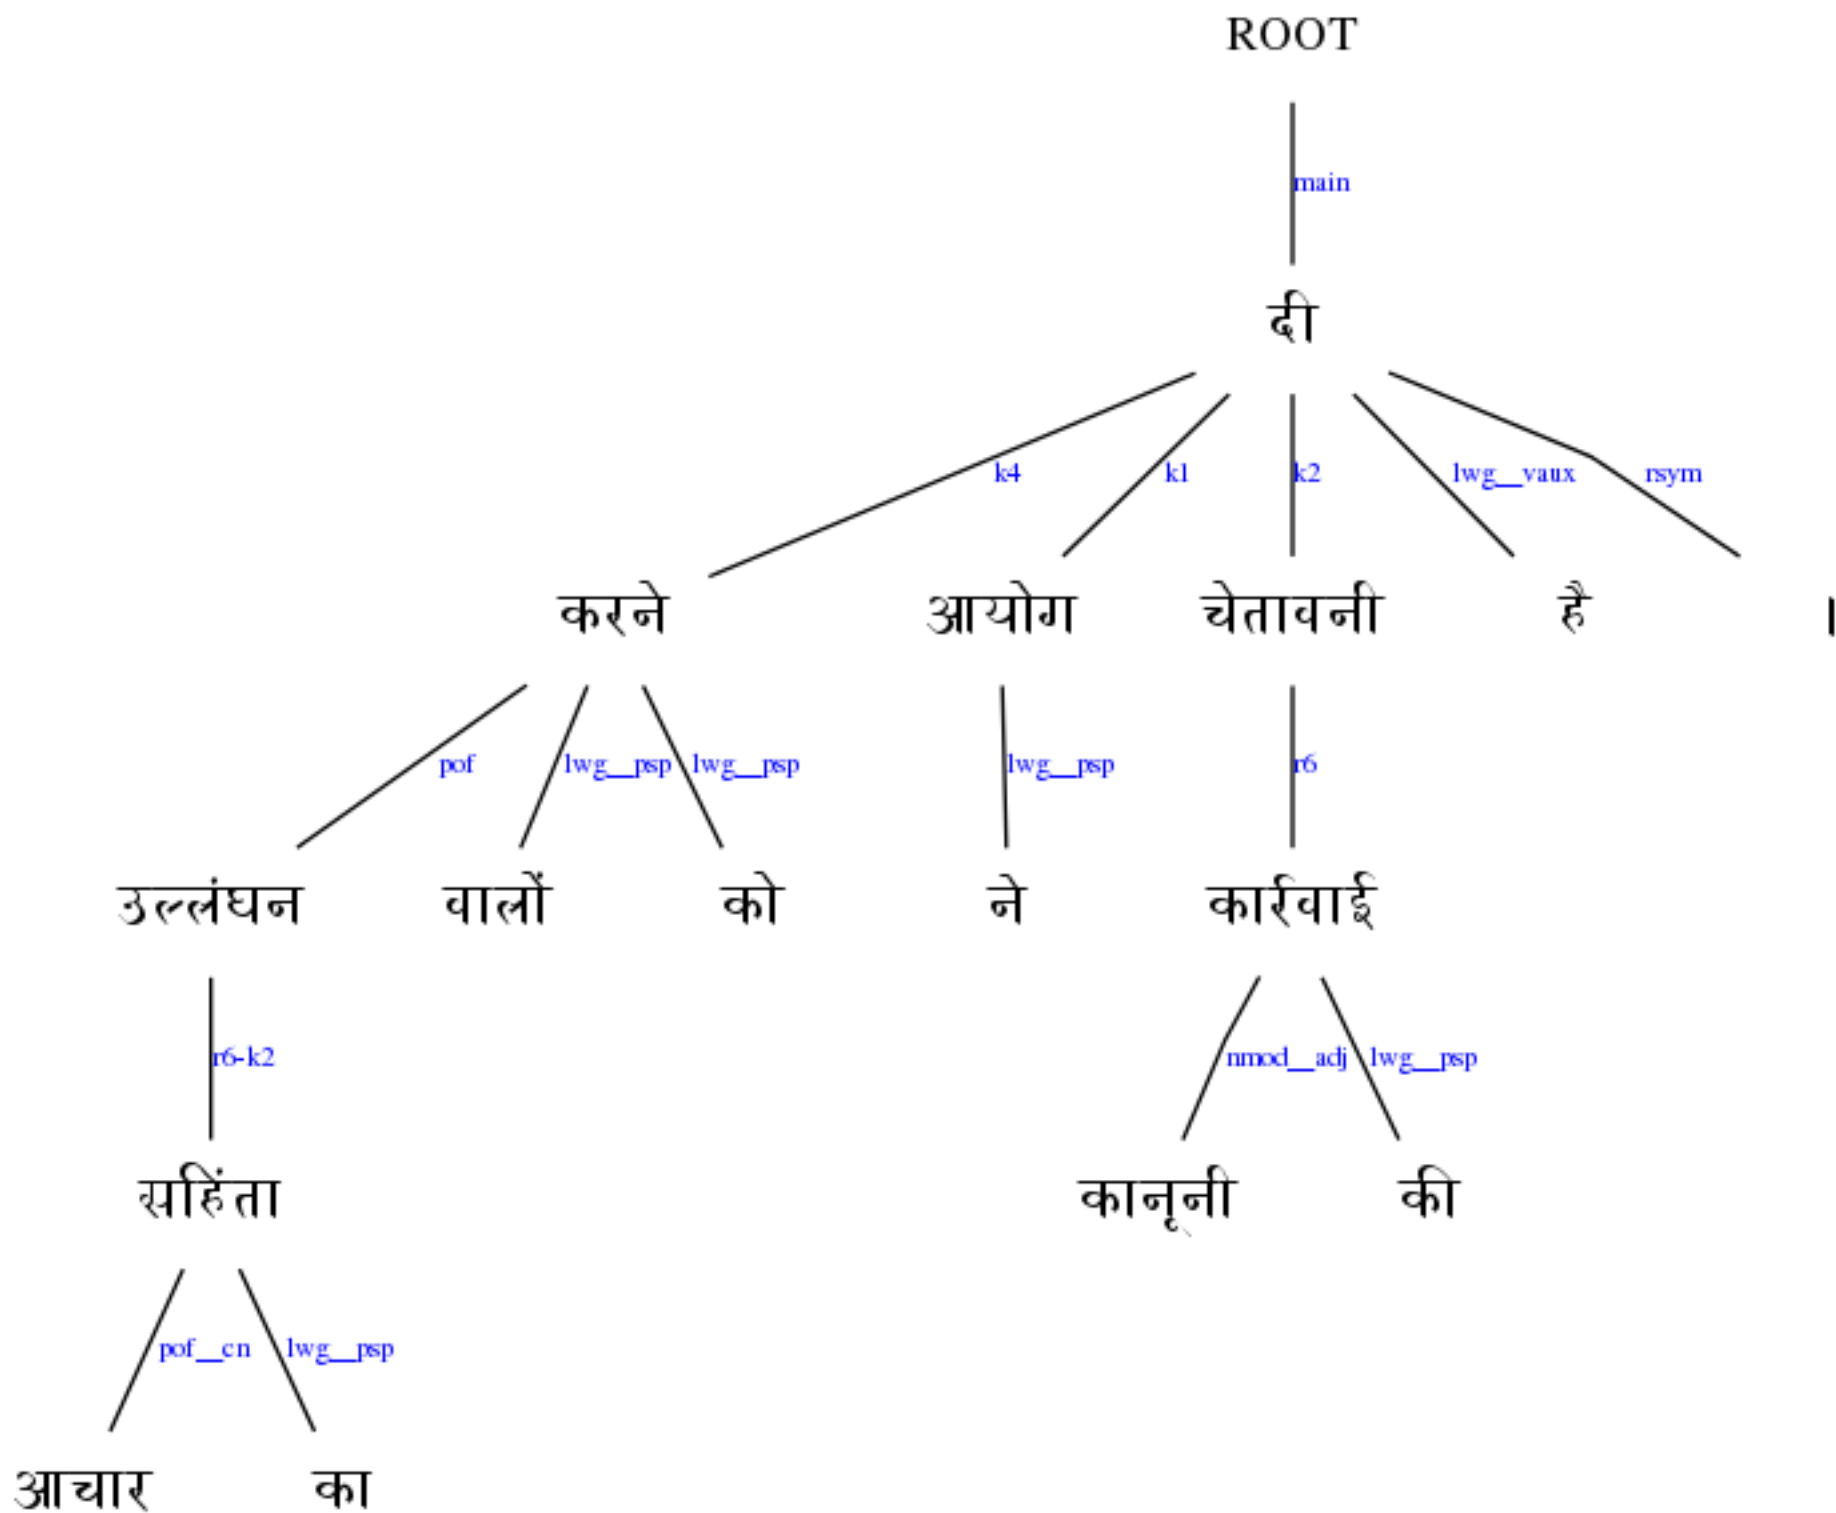 ROOT
main
दी
k4 k1 k2 lwg__vaux rsym
करने आयोग चेतावनी है ।
pof lwg__psp lwg__psp lwg__psp r6
उल्लंघन वालों को ने कार्रवाई
r6-k2 nmod__adj lwg__psp
सहिंता कानूनी की
pof__cn lwg__psp
आचार का